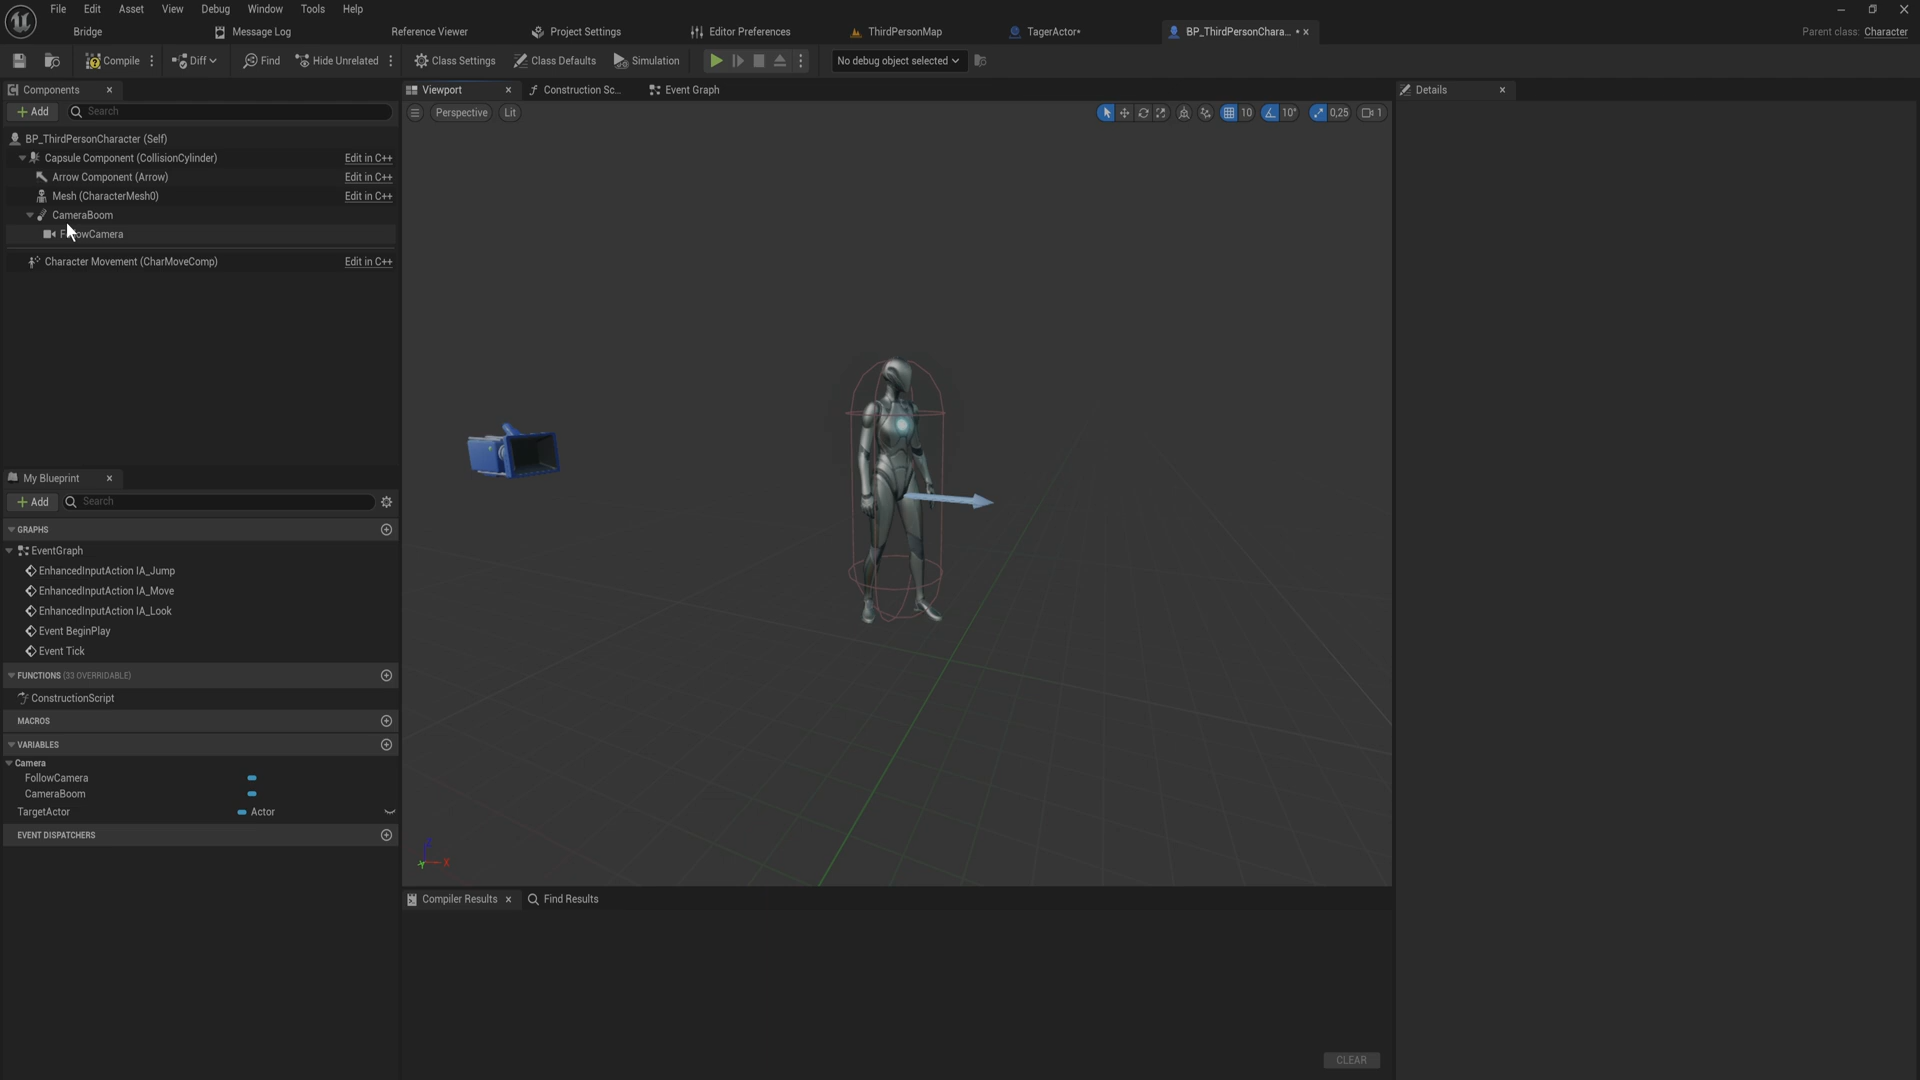 File Edit Asset View Debug Window Tools Help
Bridge Message Log Reference Viewer Project Settings Editor Preferences ThirdPersonMap TagerActor* BP_ThirdPersonChara... • Parent class: Character
Compile Diff Find Hide Unrelated Class Settings Class Defaults Simulation No debug object selected
Components
Add Search
BP_ThirdPersonCharacter (Self)
Capsule Component (CollisionCylinder) Edit in C++
Arrow Component (Arrow) Edit in C++
Mesh (CharacterMesh0) Edit in C++
CameraBoom
Character Movement (CharMoveComp) Edit in C++
My Blueprint
+ Add Search
GRAPHS
EventGraph
EnhancedInputAction IA_Jump
EnhancedInputAction IA_Move
EnhancedInputAction IA_Look
Event BeginPlay
Event Tick
FUNCTIONS (33 OVERRIDABLE)
ConstructionScript
MACROS
VARIABLES
Camera
FollowCamera
CameraBoom
TargetActor Actor
EVENT DISPATCHERS
Viewport Construction Sc... Event Graph
Perspective Lit 10 10° 0,25 1
Z
X
Compiler Results Find Results
CLEAR
Details